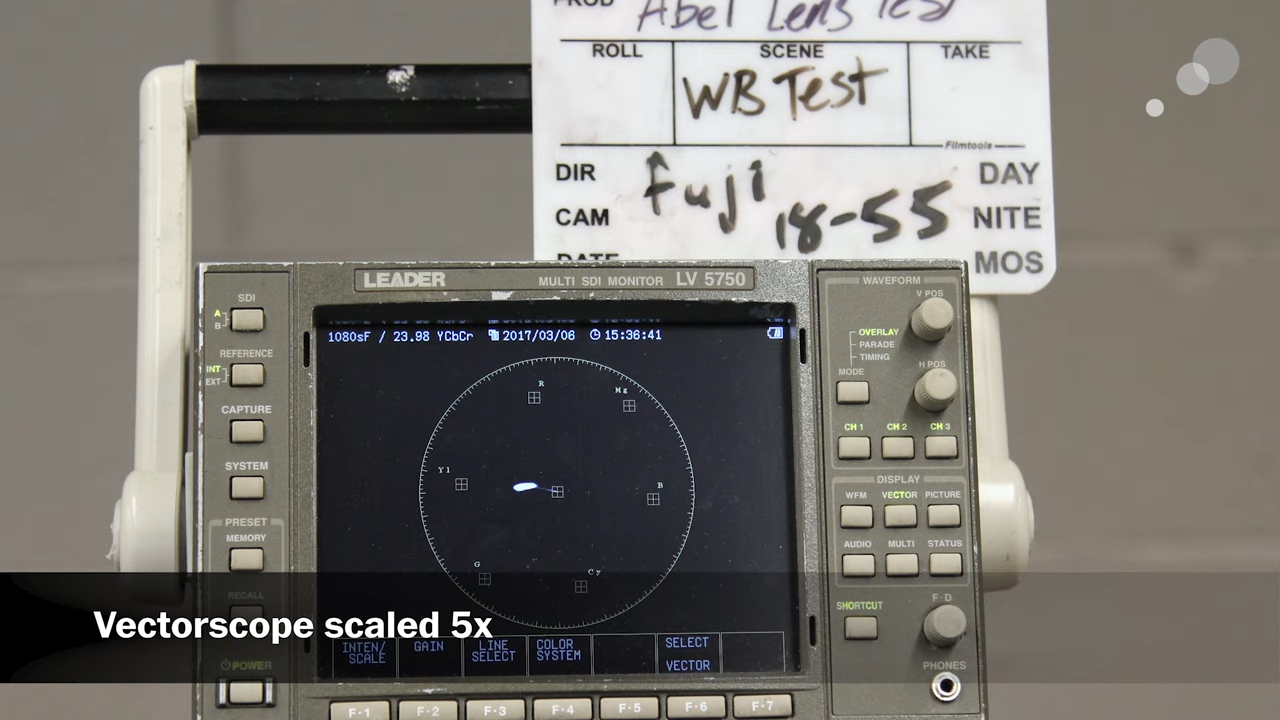 PROD Abel Lens Test
ROLL SCENE TAKE
WB Test
Filmtools
DIR Fuji DAY
CAM 18-55 NITE
DATE MOS
LEADER MULTI SDI MONITOR LV 5750
1080sF / 23.98 YCbCr 2017/03/06 15:36:41
SDI
A
B
REFERENCE
INT
EXT
CAPTURE
SYSTEM
PRESET
MEMORY
RECALL
POWER
R
Mg
Yl
B
G
Cy
WAVEFORM
V POS
OVERLAY
PARADE
TIMING
MODE
H POS
CH 1 CH 2 CH 3
DISPLAY
WFM VECTOR PICTURE
AUDIO MULTI STATUS
SHORTCUT
F·D
PHONES
Vectorscope scaled 5x
INTEN/
SCALE
GAIN
LINE
SELECT
COLOR
SYSTEM
SELECT
VECTOR
F·1 F·2 F·3 F·4 F·5 F·6 F·7